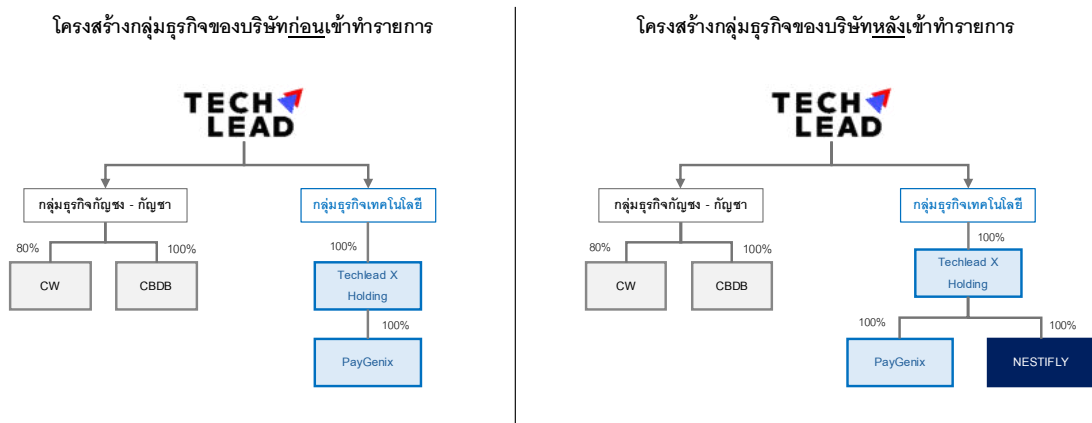 โครงสร้างกลุ่มธุรกิจของบริษัทก่อนเข้าทำรายการ
TECH
LEAD
กลุ่มธุรกิจกัญชง - กัญชา
กลุ่มธุรกิจเทคโนโลยี
80%
100%
100%
CW
CBDB
Techlead X
Holding
100%
PayGenix
โครงสร้างกลุ่มธุรกิจของบริษัทหลังเข้าทำรายการ
TECH
LEAD
กลุ่มธุรกิจกัญชง - กัญชา
กลุ่มธุรกิจเทคโนโลยี
80%
100%
100%
CW
CBDB
Techlead X
Holding
100%
100%
PayGenix
NESTIFLY